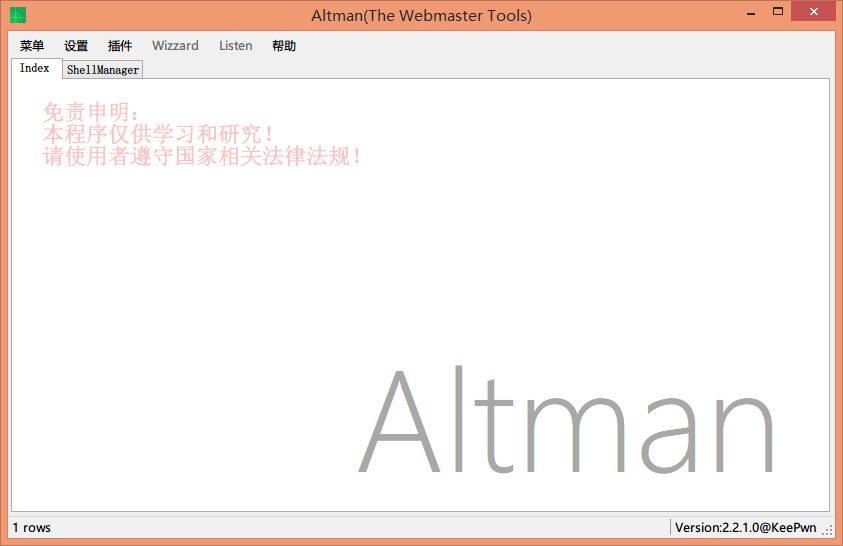 Altman(The Webmaster Tools)
菜单 设置 插件 Wizzard Listen 帮助
Index ShellManager
免责申明：
本程序仅供学习和研究！
请使用者遵守国家相关法律法规！
Altman
1 rows Version:2.2.1.0@KeePwn